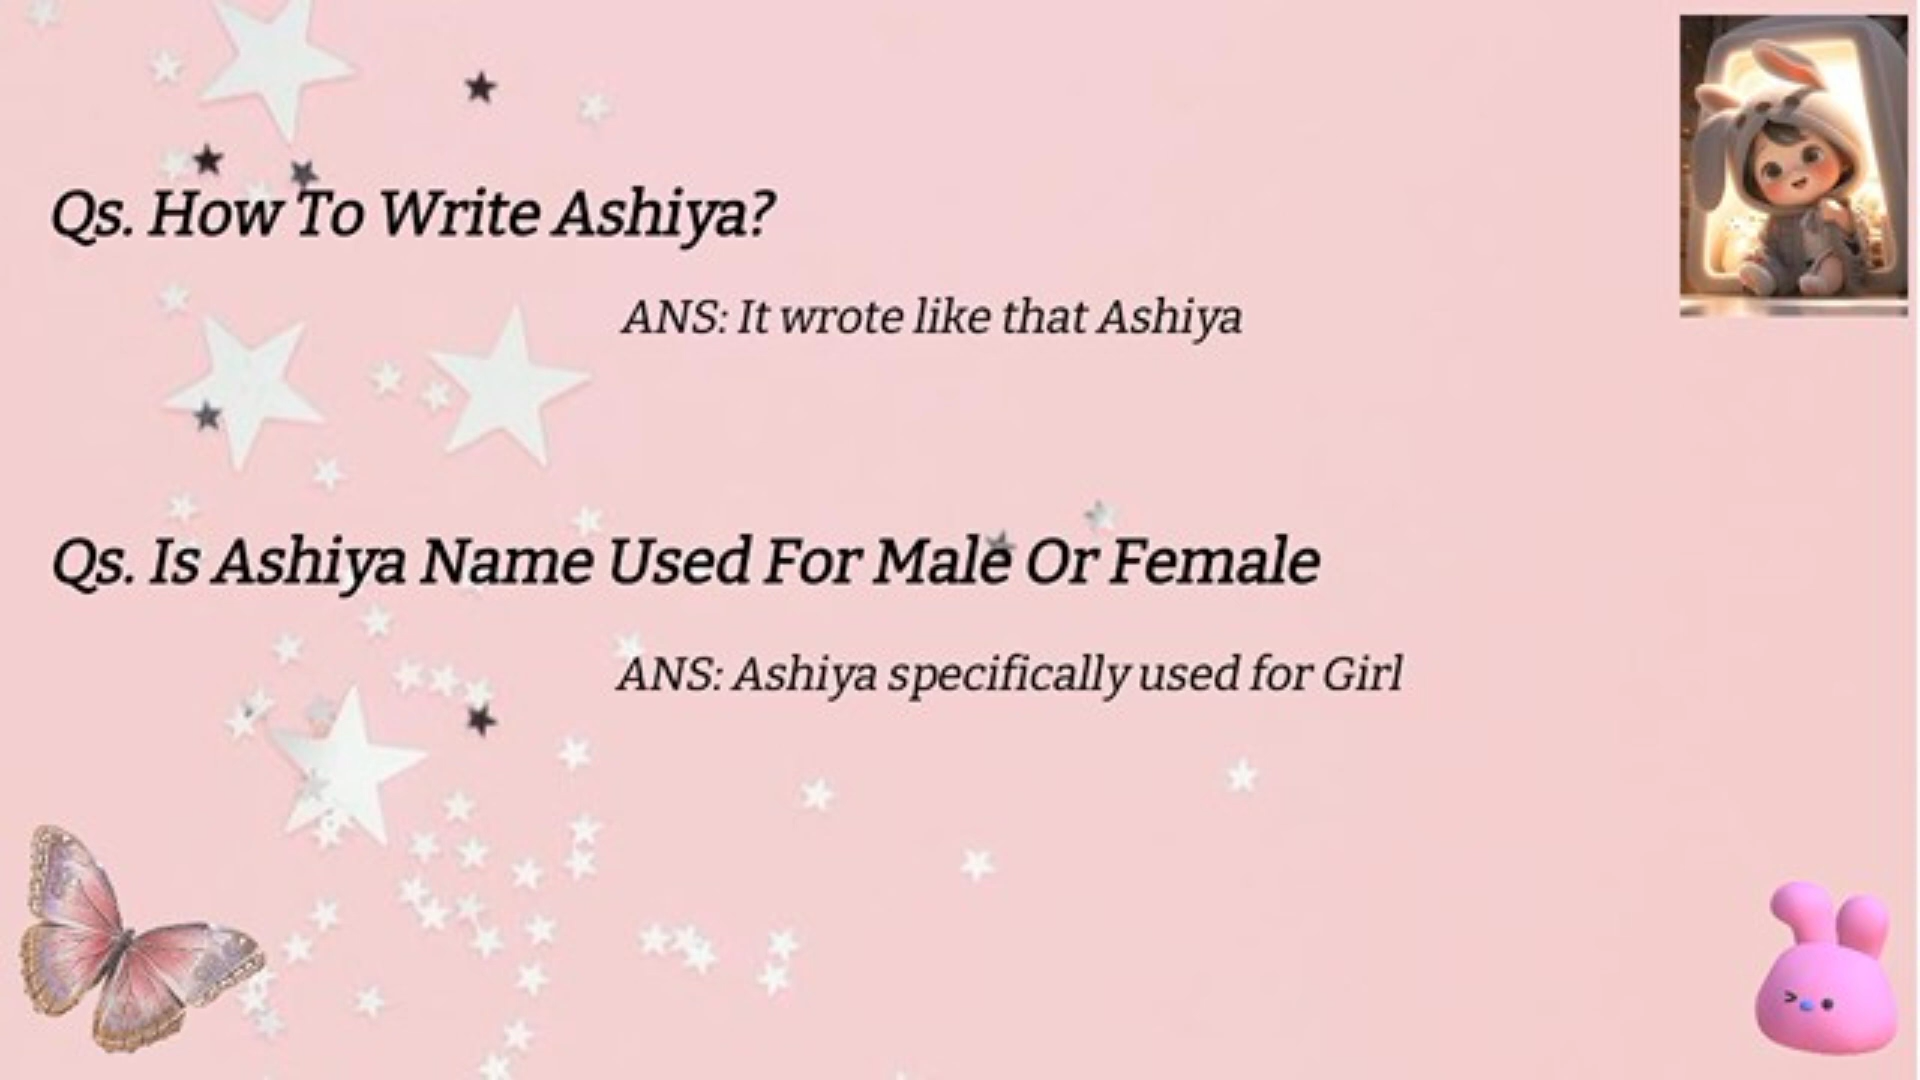 Qs. How To Write Ashiya?
ANS: It wrote like that Ashiya
Qs. Is Ashiya Name Used For Male Or Female
ANS: Ashiya specifically used for Girl